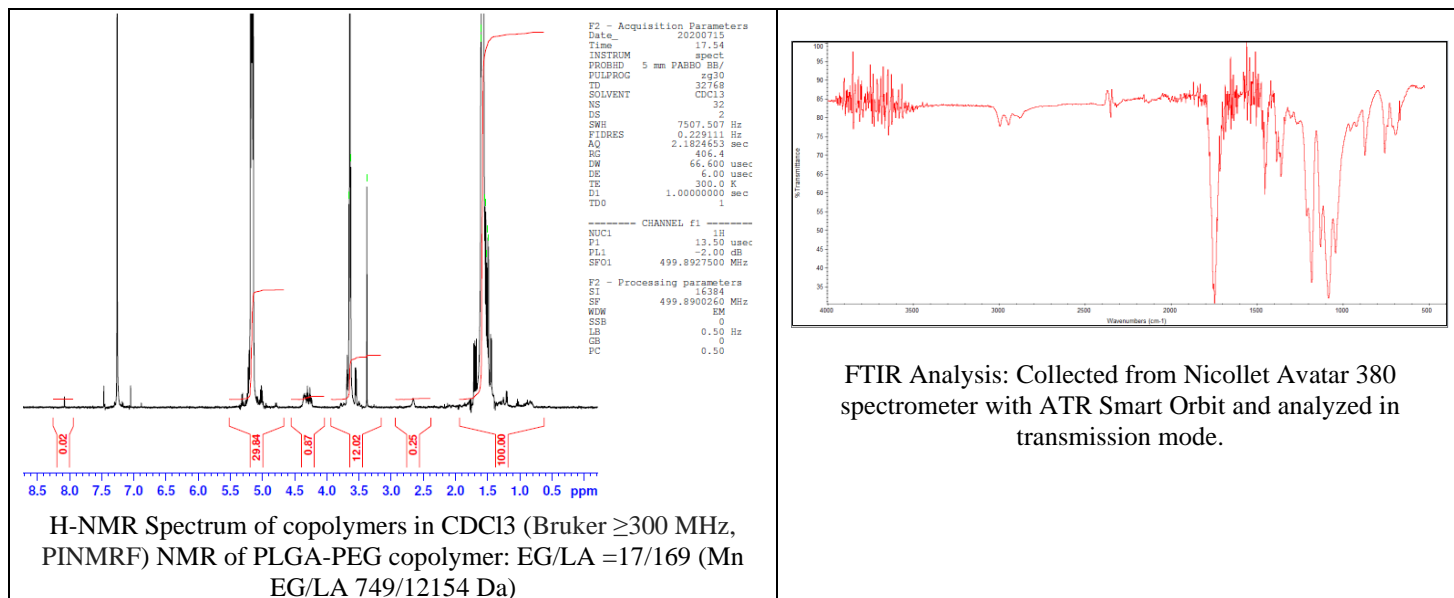 F2 - Acquisition Parameters
Date_ 20200715
Time 17.54
INSTRUM spect
PROBHD 5 mm PABBO BB/
PULPROG zg30
TD 32768
SOLVENT CDCl3
NS 32
DS 2
SWH 7507.507 Hz
FIDRES 0.229111 Hz
AQ 2.1824653 sec
RG 406.4
DW 66.600 usec
DE 6.00 usec
TE 300.0 K
D1 1.00000000 sec
TD0 1
======== CHANNEL f1 ========
NUC1 1H
P1 13.50 usec
PL1 -2.00 dB
SFO1 499.8927500 MHz
F2 - Processing parameters
SI 16384
SF 499.8900260 MHz
WDW EM
SSB 0
LB 0.50 Hz
GB 0
PC 0.50
0.02 29.84 0.87 12.02 0.25 100.00
8.5 8.0 7.5 7.0 6.5 6.0 5.5 5.0 4.5 4.0 3.5 3.0 2.5 2.0 1.5 1.0 0.5 ppm
H-NMR Spectrum of copolymers in CDCl3 (Bruker ≥300 MHz,
PINMRF) NMR of PLGA-PEG copolymer: EG/LA =17/169 (Mn
EG/LA 749/12154 Da)
100
95
90
85
80
75
70
65
60
55
50
45
40
35
%Transmittance
4000 3500 3000 2500 2000 1500 1000 500
Wavenumbers (cm-1)
FTIR Analysis: Collected from Nicollet Avatar 380
spectrometer with ATR Smart Orbit and analyzed in
transmission mode.